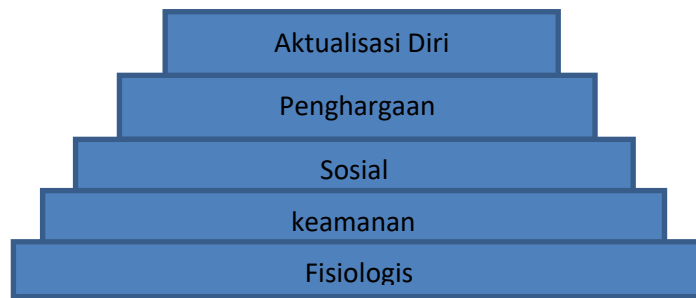 Aktualisasi Diri
Penghargaan
Sosial
keamanan
Fisiologis